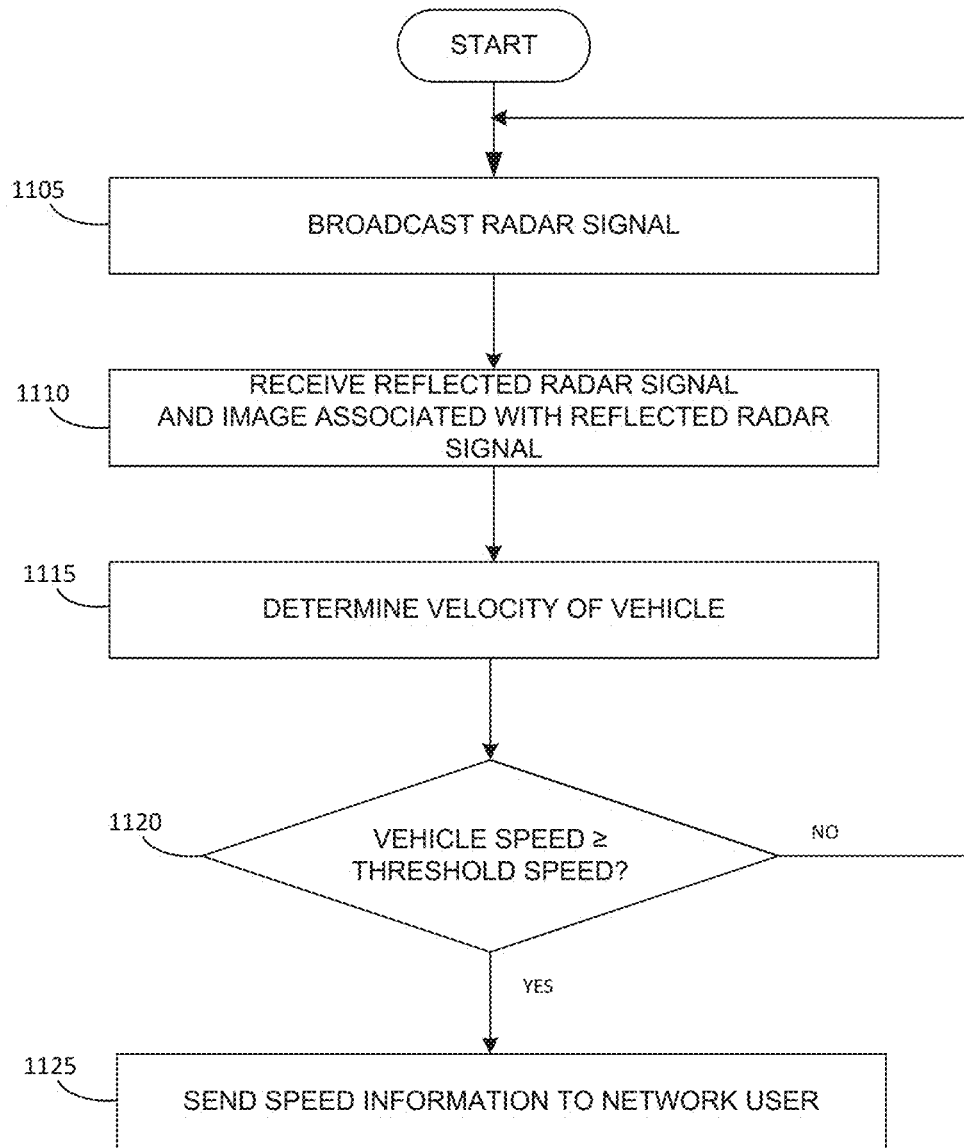 START
1105
BROADCAST RADAR SIGNAL
1110
RECEIVE REFLECTED RADAR SIGNAL
AND IMAGE ASSOCIATED WITH REFLECTED RADAR
SIGNAL
1115
DETERMINE VELOCITY OF VEHICLE
1120
VEHICLE SPEED ≥
THRESHOLD SPEED?
NO
YES
1125
SEND SPEED INFORMATION TO NETWORK USER